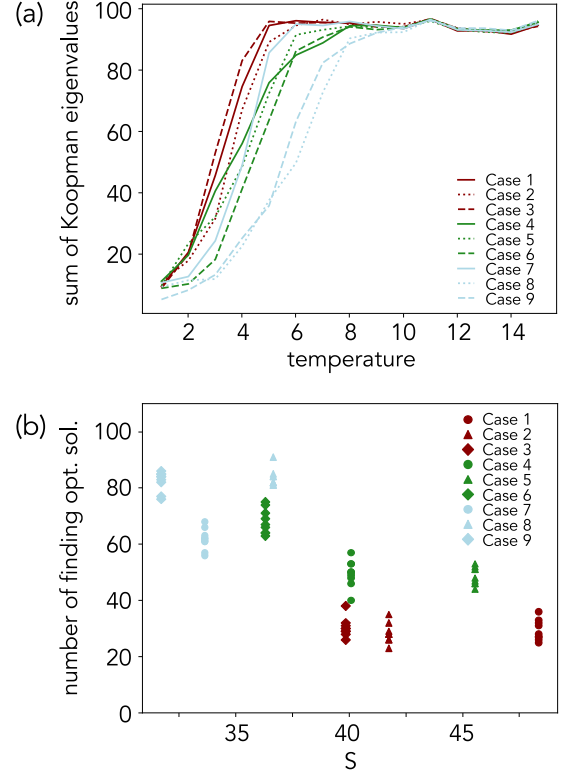 (a)
sum of Koopman eigenvalues
100
80
60
40
20
2 4 6 8 10 12 14
temperature
Case 1
Case 2
Case 3
Case 4
Case 5
Case 6
Case 7
Case 8
Case 9
(b)
number of finding opt. sol.
100
80
60
40
20
0
35 40 45
S
Case 1
Case 2
Case 3
Case 4
Case 5
Case 6
Case 7
Case 8
Case 9